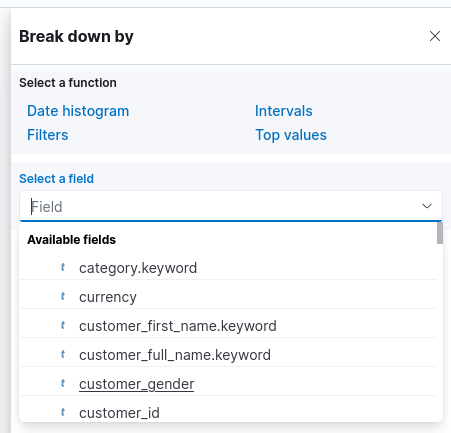 Break down by
Select a function
Date histogram Intervals
Filters Top values
Select a field
Field
Available fields
t category.keyword
t currency
t customer_first_name.keyword
t customer_full_name.keyword
t customer_gender
t customer_id